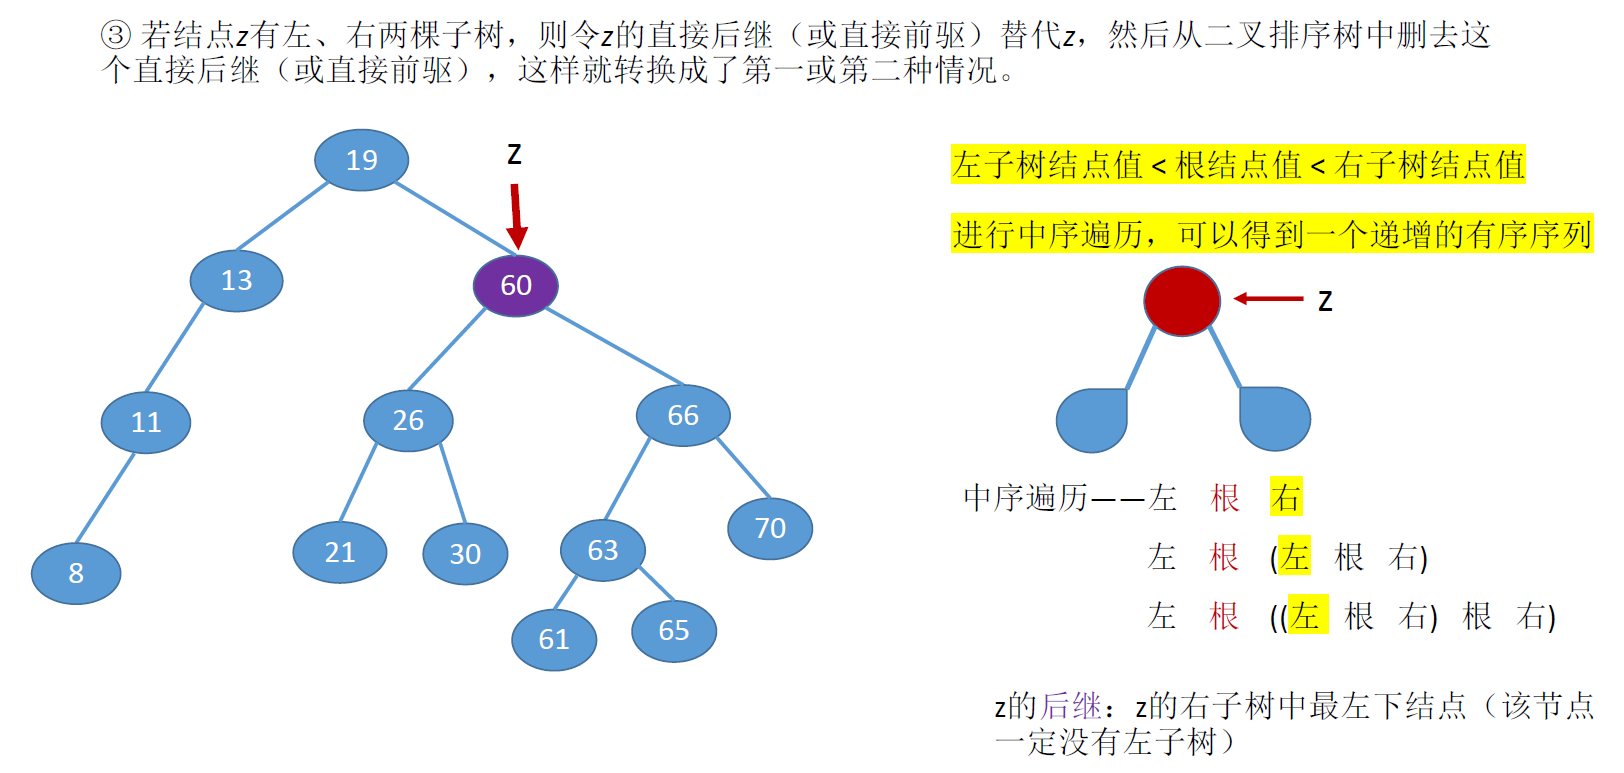 ③ 若结点z有左、右两棵子树，则令z的直接后继（或直接前驱）替代z，然后从二叉排序树中删去这
个直接后继（或直接前驱），这样就转换成了第一或第二种情况。
19
z
13
60
11
26
66
8
21
30
63
70
61
65
左子树结点值 < 根结点值 < 右子树结点值
进行中序遍历，可以得到一个递增的有序序列
z
中序遍历——左 根 右
左 根 (左 根 右)
左 根 ((左 根 右) 根 右)
z的后继：z的右子树中最左下结点（该节点
一定没有左子树）